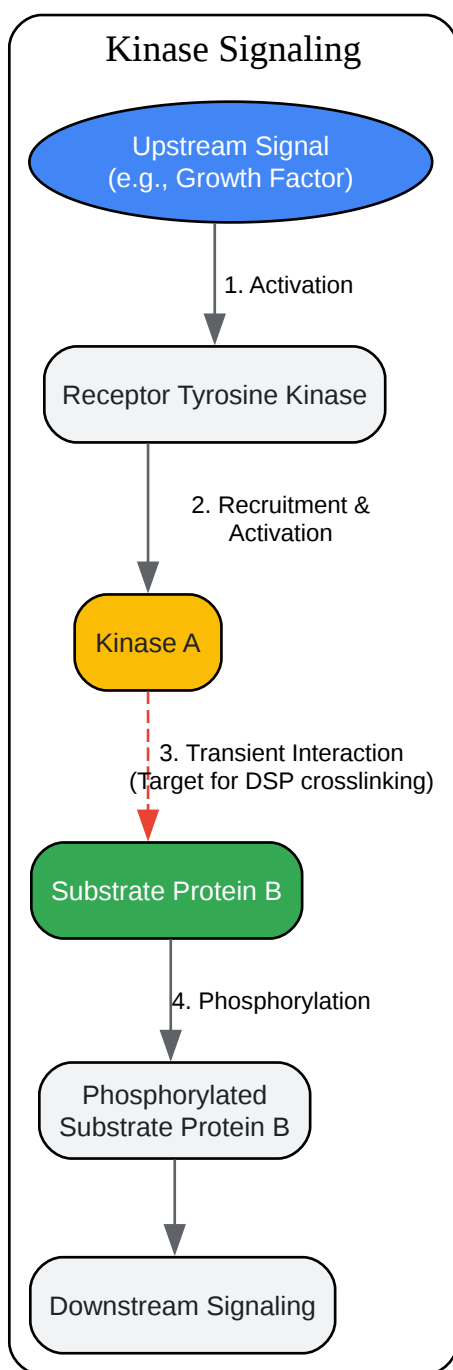 Kinase Signaling
Upstream Signal
(e.g., Growth Factor)
1. Activation
Receptor Tyrosine Kinase
2. Recruitment &
Activation
Kinase A
3. Transient Interaction
(Target for DSP crosslinking)
Substrate Protein B
4. Phosphorylation
Phosphorylated
Substrate Protein B
Downstream Signaling